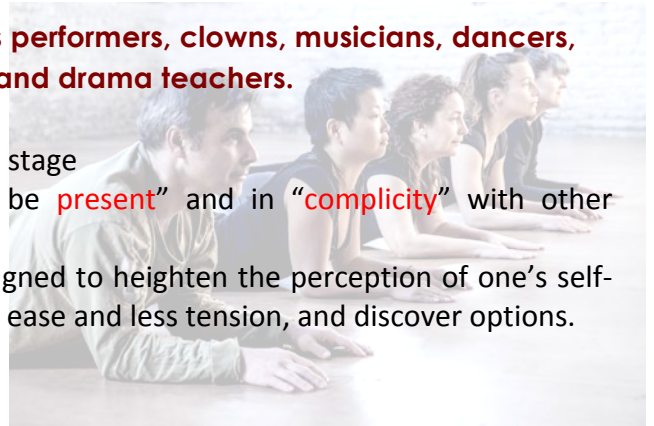 s performers, clowns, musicians, dancers,
and drama teachers.
stage
be present” and in “complicity” with other
gned to heighten the perception of one’s self-
ease and less tension, and discover options.